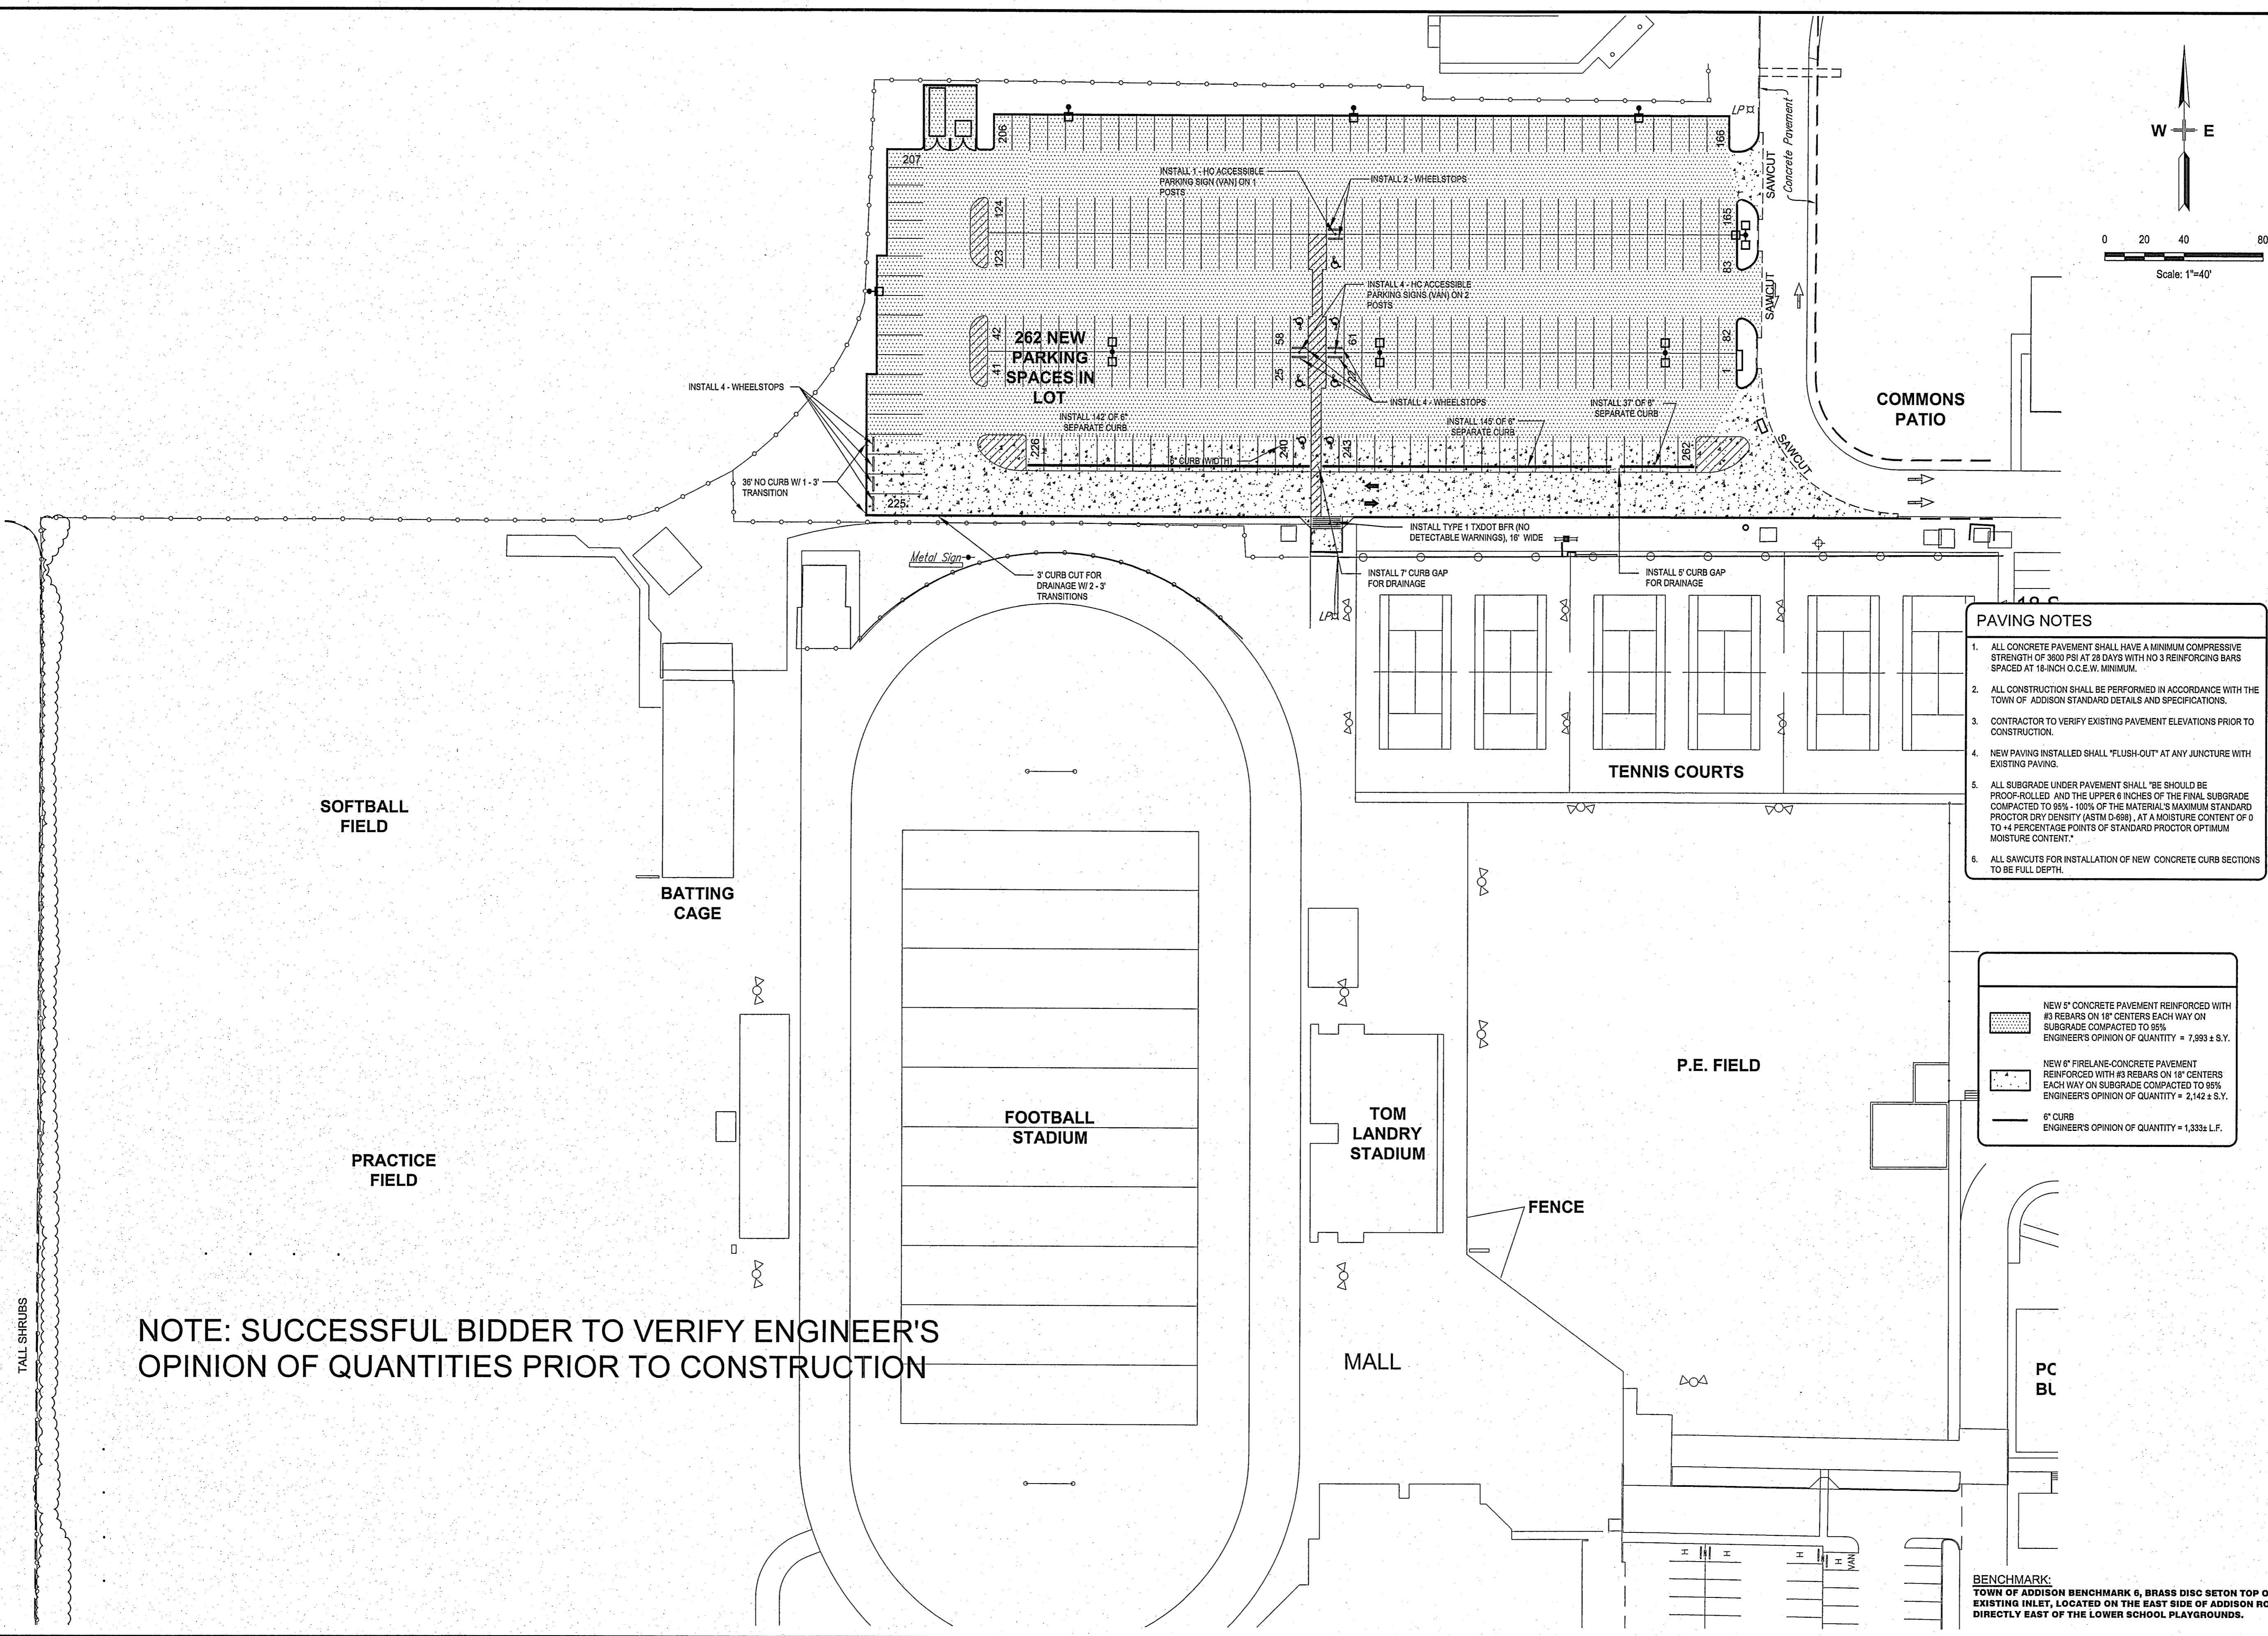 LP
Concrete Pavement
SAWCUT
W E
0 20 40 80
Scale: 1"=40'
206
166
207
INSTALL 1 - HC ACCESSIBLE
PARKING SIGN (VAN) ON 1
POSTS
INSTALL 2 - WHEELSTOPS
124
165
123
83
SAWCUT
INSTALL 4 - HC ACCESSIBLE
PARKING SIGNS (VAN) ON 2
POSTS
42
58
61
82
262 NEW
PARKING
SPACES IN
LOT
41
25
22
1
INSTALL 4 - WHEELSTOPS
INSTALL 4 - WHEELSTOPS
COMMONS
PATIO
INSTALL 142' OF 6"
SEPARATE CURB
INSTALL 145' OF 6"
SEPARATE CURB
INSTALL 37' OF 6"
SEPARATE CURB
SAWCUT
226
6" CURB (WIDTH)
240
243
262
36' NO CURB W/ 1 - 3'
TRANSITION
225
INSTALL TYPE 1 TXDOT BFR (NO
DETECTABLE WARNINGS), 16' WIDE
Metal Sign
3' CURB CUT FOR
DRAINAGE W/ 2 - 3'
TRANSITIONS
INSTALL 7' CURB GAP
FOR DRAINAGE
INSTALL 5' CURB GAP
FOR DRAINAGE
LP
PAVING NOTES
1. ALL CONCRETE PAVEMENT SHALL HAVE A MINIMUM COMPRESSIVE
STRENGTH OF 3600 PSI AT 28 DAYS WITH NO 3 REINFORCING BARS
SPACED AT 18-INCH O.C.E.W. MINIMUM.
2. ALL CONSTRUCTION SHALL BE PERFORMED IN ACCORDANCE WITH THE
TOWN OF ADDISON STANDARD DETAILS AND SPECIFICATIONS.
3. CONTRACTOR TO VERIFY EXISTING PAVEMENT ELEVATIONS PRIOR TO
CONSTRUCTION.
4. NEW PAVING INSTALLED SHALL "FLUSH-OUT" AT ANY JUNCTURE WITH
EXISTING PAVING.
5. ALL SUBGRADE UNDER PAVEMENT SHALL "BE SHOULD BE
PROOF-ROLLED AND THE UPPER 6 INCHES OF THE FINAL SUBGRADE
COMPACTED TO 95% - 100% OF THE MATERIAL'S MAXIMUM STANDARD
PROCTOR DRY DENSITY (ASTM D-698) , AT A MOISTURE CONTENT OF 0
TO +4 PERCENTAGE POINTS OF STANDARD PROCTOR OPTIMUM
MOISTURE CONTENT."
6. ALL SAWCUTS FOR INSTALLATION OF NEW CONCRETE CURB SECTIONS
TO BE FULL DEPTH.
TENNIS COURTS
SOFTBALL
FIELD
BATTING
CAGE
NEW 5" CONCRETE PAVEMENT REINFORCED WITH
#3 REBARS ON 18" CENTERS EACH WAY ON
SUBGRADE COMPACTED TO 95%
ENGINEER'S OPINION OF QUANTITY = 7,993 ± S.Y.
NEW 6" FIRELANE-CONCRETE PAVEMENT
REINFORCED WITH #3 REBARS ON 18" CENTERS
EACH WAY ON SUBGRADE COMPACTED TO 95%
ENGINEER'S OPINION OF QUANTITY = 2,142 ± S.Y.
6" CURB
ENGINEER'S OPINION OF QUANTITY = 1,333± L.F.
P.E. FIELD
FOOTBALL
STADIUM
TOM
LANDRY
STADIUM
PRACTICE
FIELD
FENCE
TALL SHRUBS
NOTE: SUCCESSFUL BIDDER TO VERIFY ENGINEER'S
OPINION OF QUANTITIES PRIOR TO CONSTRUCTION
MALL
H H H H
VAN
BENCHMARK:
TOWN OF ADDISON BENCHMARK 6, BRASS DISC SETON TOP O
EXISTING INLET, LOCATED ON THE EAST SIDE OF ADDISON RO
DIRECTLY EAST OF THE LOWER SCHOOL PLAYGROUNDS.